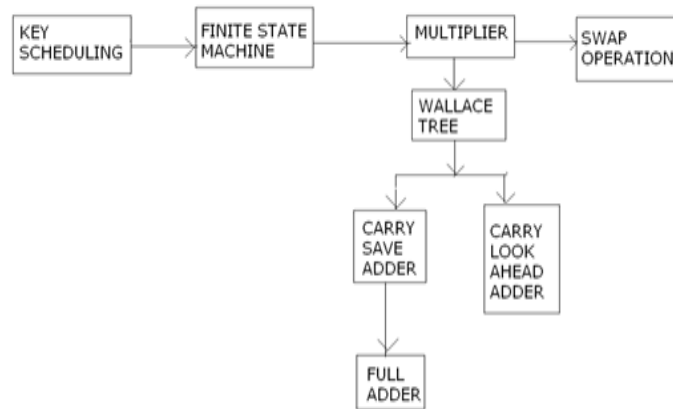 KEY
SCHEDULING
FINITE STATE
MACHINE
MULTIPLIER
SWAP
OPERATION
WALLACE
TREE
CARRY
SAVE
ADDER
CARRY
LOOK
AHEAD
ADDER
FULL
ADDER